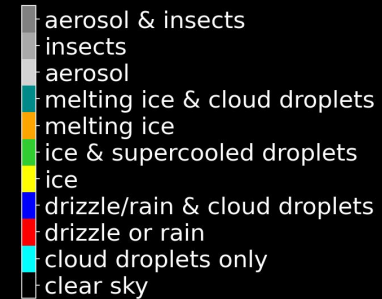 aerosol & insects
insects
aerosol
melting ice & cloud droplets
melting ice
ice & supercooled droplets
ice
drizzle/rain & cloud droplets
drizzle or rain
cloud droplets only
clear sky